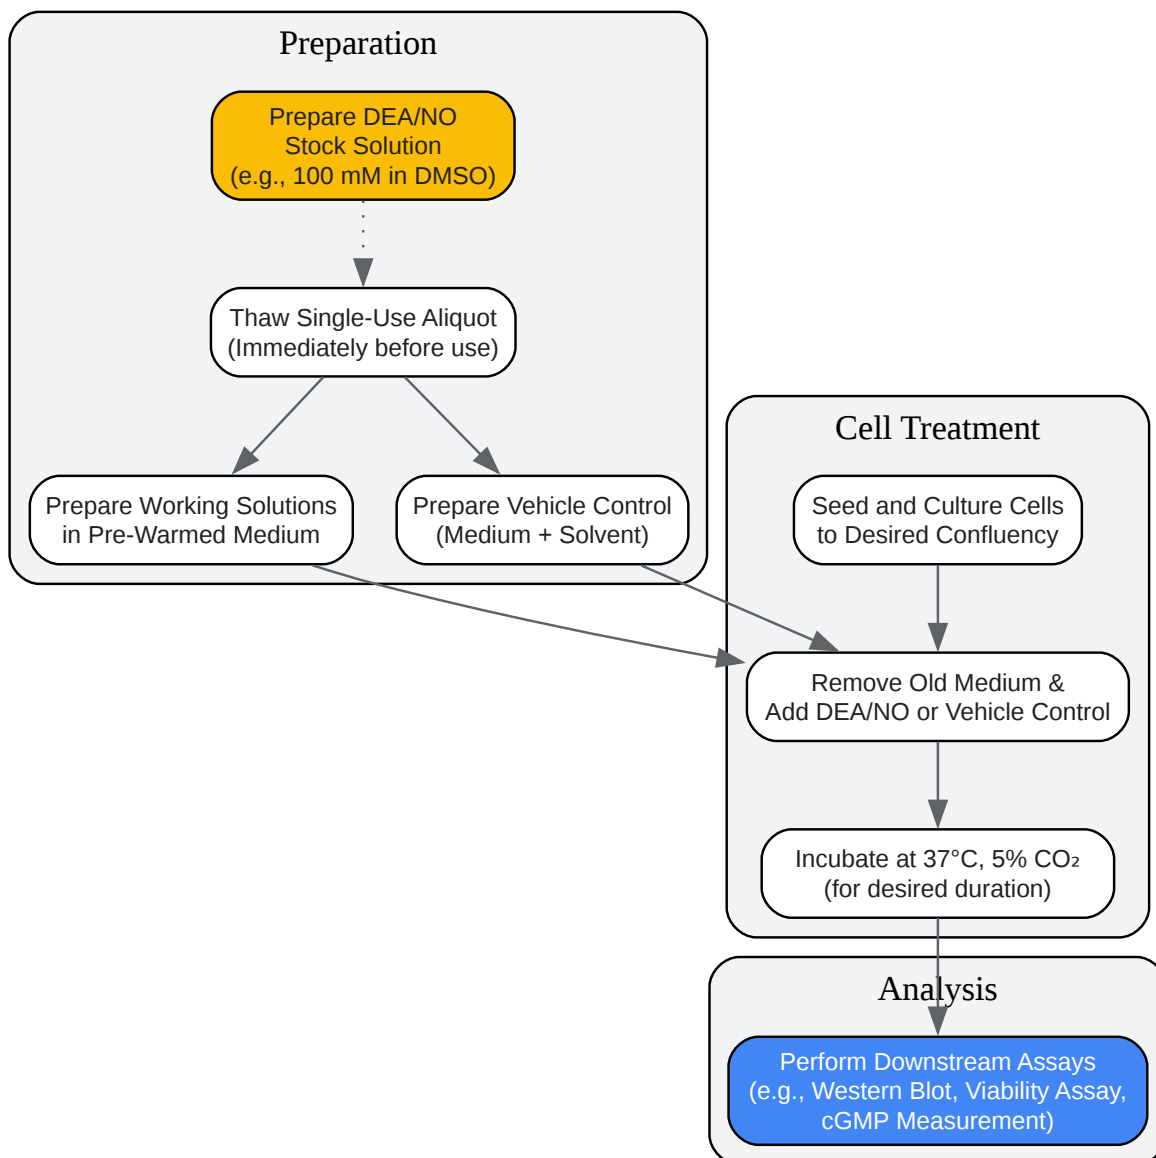 Preparation
Prepare DEA/NO
Stock Solution
(e.g., 100 mM in DMSO)
Thaw Single-Use Aliquot
(Immediately before use)
Prepare Working Solutions
in Pre-Warmed Medium
Prepare Vehicle Control
(Medium + Solvent)
Cell Treatment
Seed and Culture Cells
to Desired Confluency
Remove Old Medium &
Add DEA/NO or Vehicle Control
Incubate at 37°C, 5% CO₂
(for desired duration)
Analysis
Perform Downstream Assays
(e.g., Western Blot, Viability Assay,
cGMP Measurement)